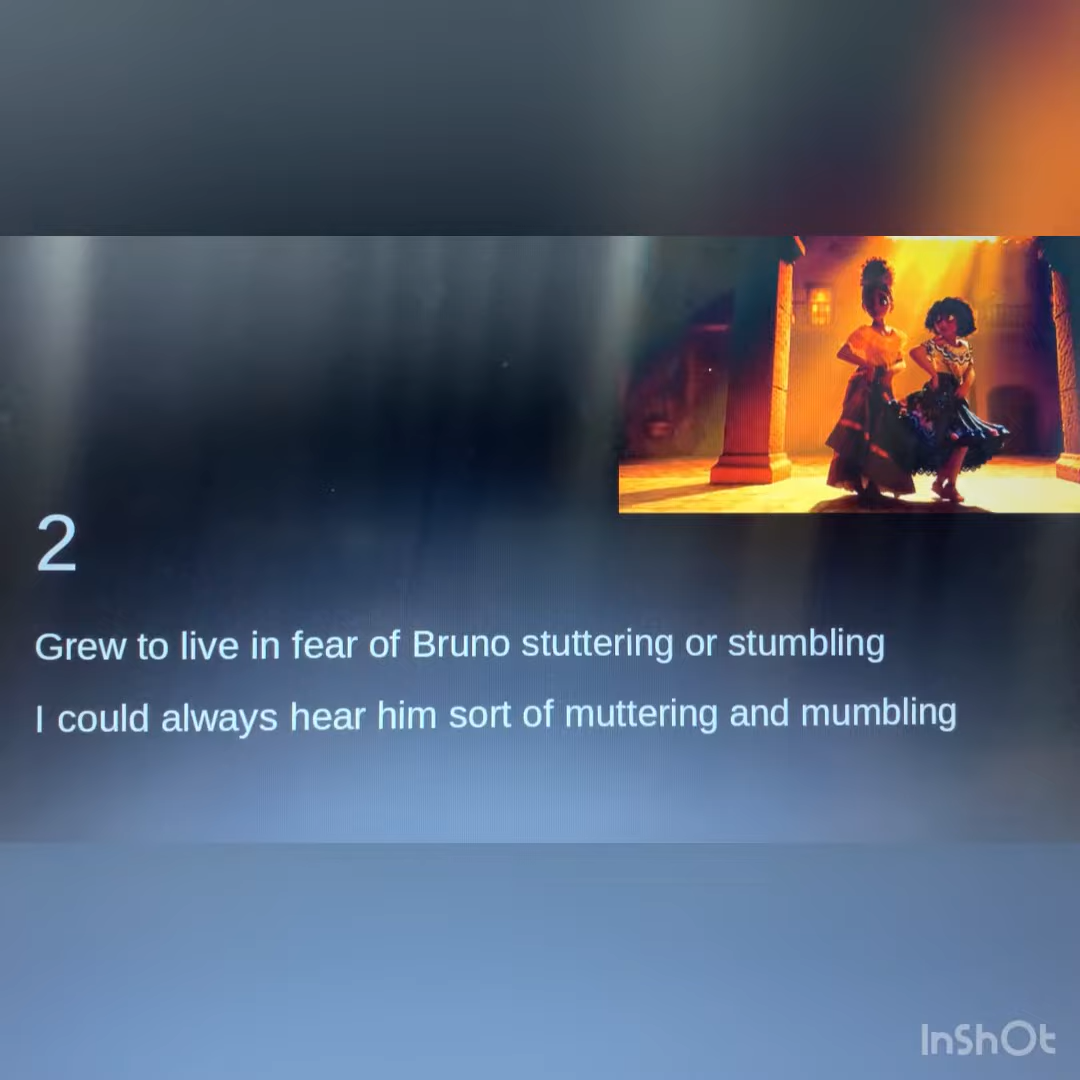 2
Grew to live in fear of Bruno stuttering or stumbling
I could always hear him sort of muttering and mumbling
InShOt